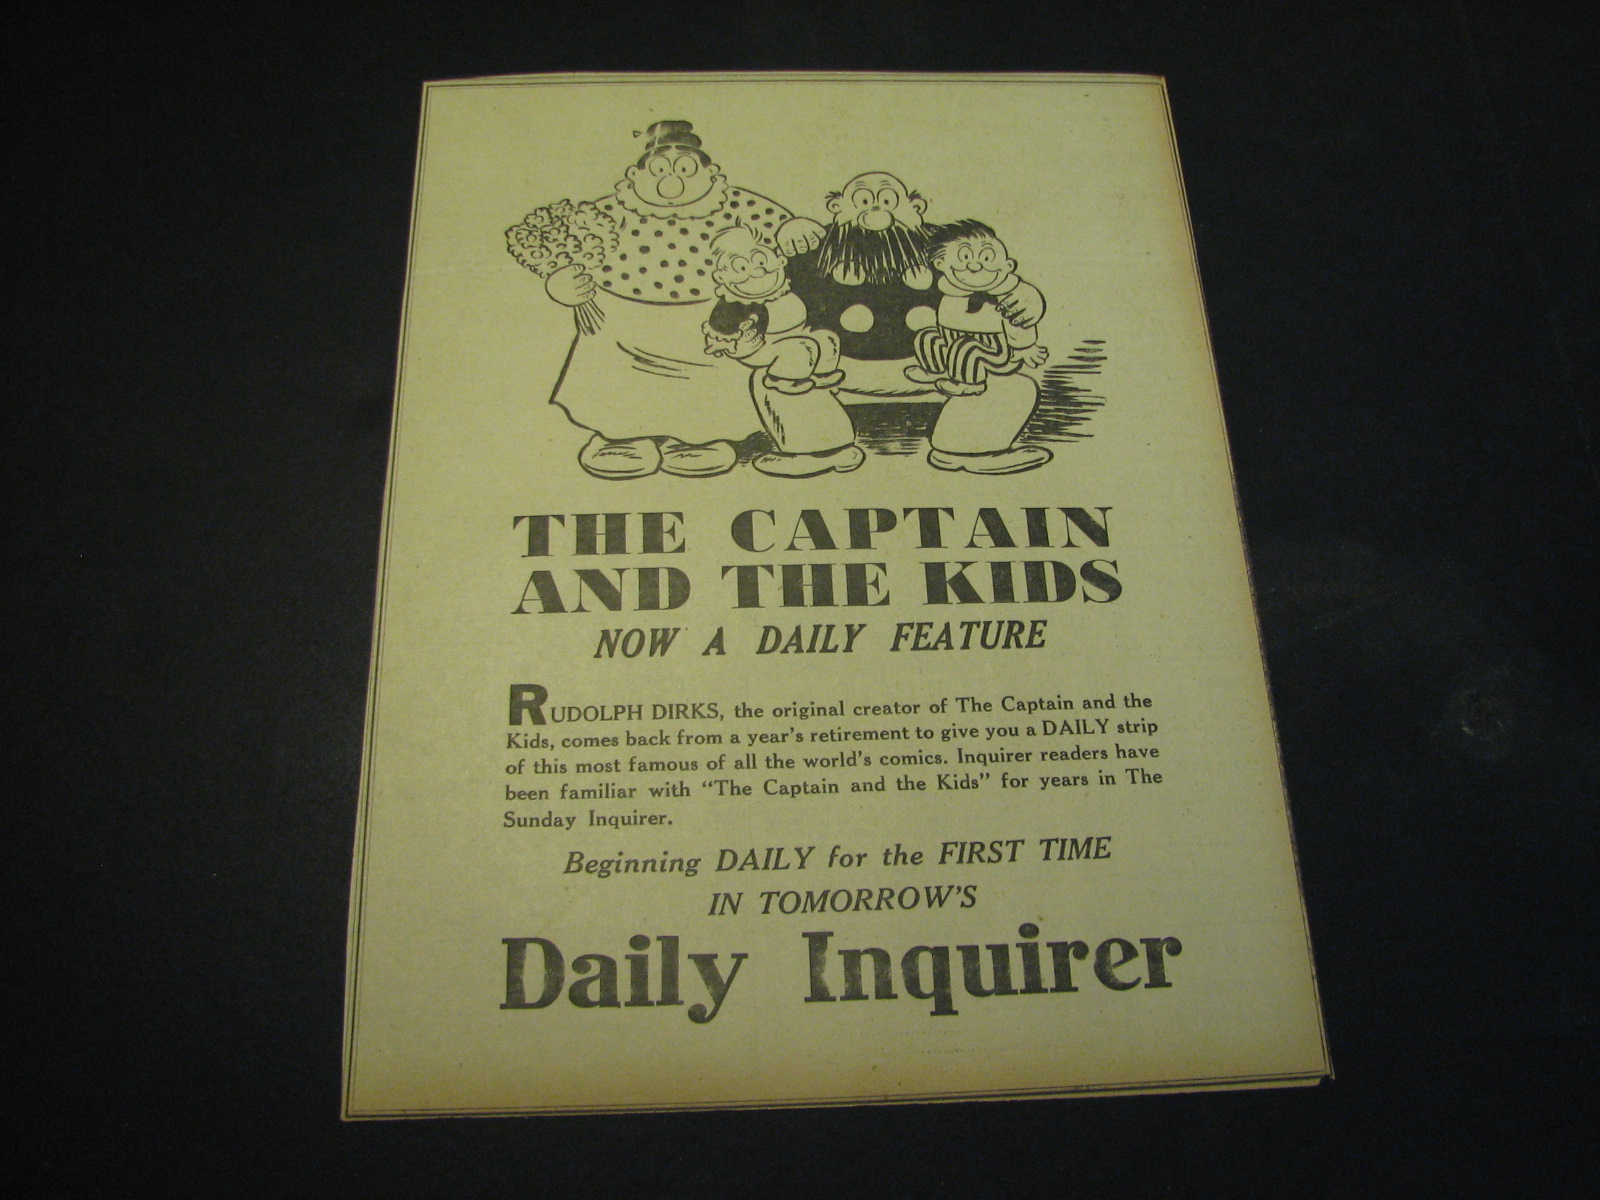 THE CAPTAIN
AND THE KIDS
NOW A DAILY FEATURE
RUDOLPH DIRKS, the original creator of The Captain and the
Kids, comes back from a year's retirement to give you a DAILY strip
of this most famous of all the world's comics. Inquirer readers have
been familiar with "The Captain and the Kids" for years in The
Sunday Inquirer.
Beginning DAILY for the FIRST TIME
IN TOMORROW'S
Daily Inquirer